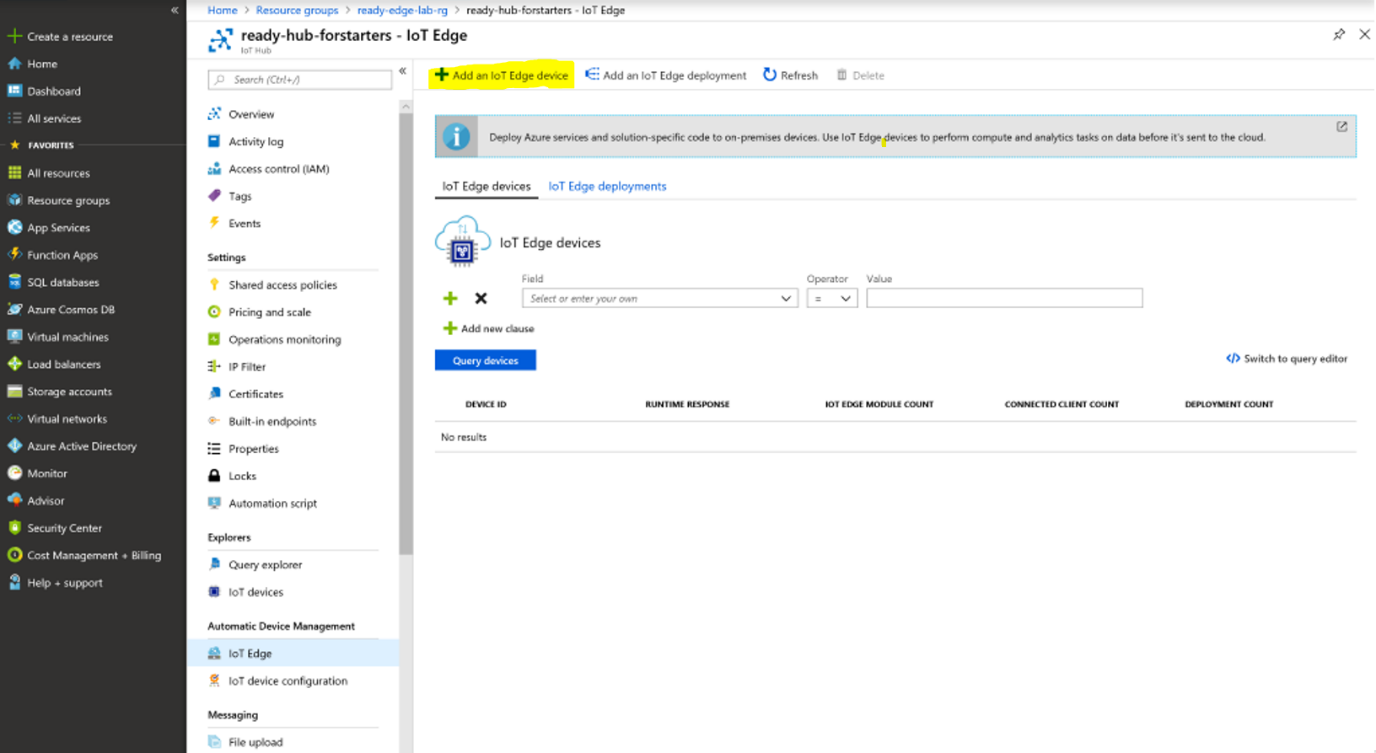 Home > Resource groups > ready-edge-lab-rg > ready-hub-forstarters - IoT Edge
ready-hub-forstarters - IoT Edge
IoT Hub
«
Create a resource
Home
Dashboard
All services
FAVORITES
All resources
Resource groups
App Services
Function Apps
SQL databases
Azure Cosmos DB
Virtual machines
Load balancers
Storage accounts
Virtual networks
Azure Active Directory
Monitor
Advisor
Security Center
Cost Management + Billing
Help + support
Search (Ctrl+/)
«
Overview
Activity log
Access control (IAM)
Tags
Events
Settings
Shared access policies
Pricing and scale
Operations monitoring
IP Filter
Certificates
Built-in endpoints
Properties
Locks
Automation script
Explorers
Query explorer
IoT devices
Automatic Device Management
IoT Edge
IoT device configuration
Messaging
File upload
Add an IoT Edge device Add an IoT Edge deployment Refresh Delete
Deploy Azure services and solution-specific code to on-premises devices. Use IoT Edge devices to perform compute and analytics tasks on data before it's sent to the cloud.
IoT Edge devices IoT Edge deployments
IoT Edge devices
Field Operator Value
Select or enter your own =
Add new clause
Query devices </> Switch to query editor
DEVICE ID RUNTIME RESPONSE IOT EDGE MODULE COUNT CONNECTED CLIENT COUNT DEPLOYMENT COUNT
No results